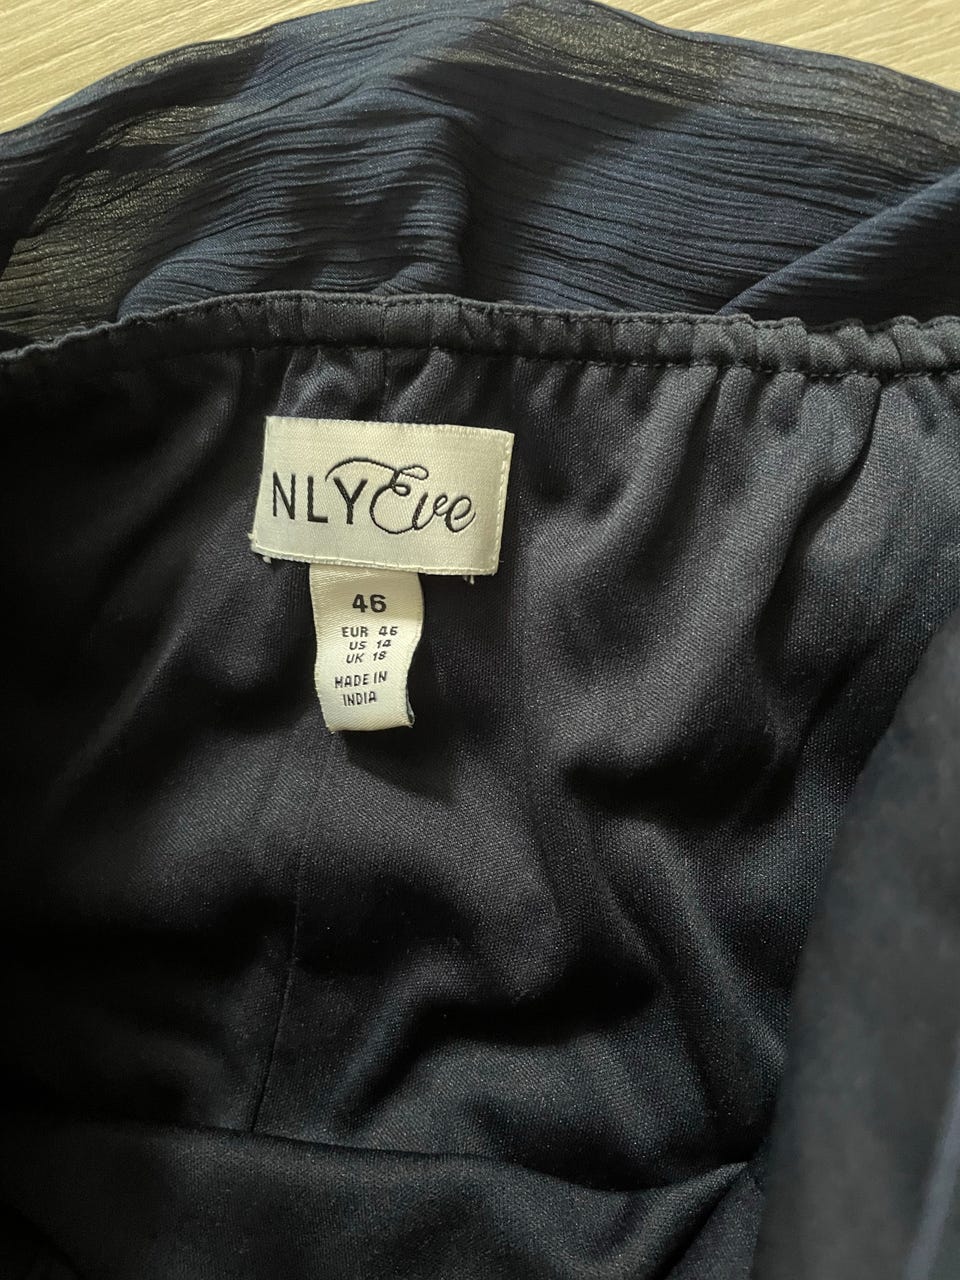 NLYEve
46
EUR 46
US 14
UK 18
MADE IN
INDIA